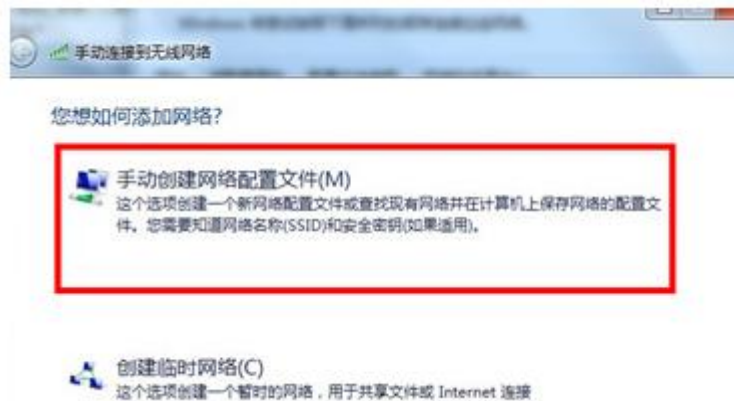 手动连接到无线网络
您想如何添加网络?
手动创建网络配置文件(M)
这个选项创建一个新网络配置文件或查找现有网络并在计算机上保存网络的配置文
件。您需要知道网络名称(SSID)和安全密钥(如果适用)。
创建临时网络(C)
这个选项创建一个暂时的网络，用于共享文件或 Internet 连接